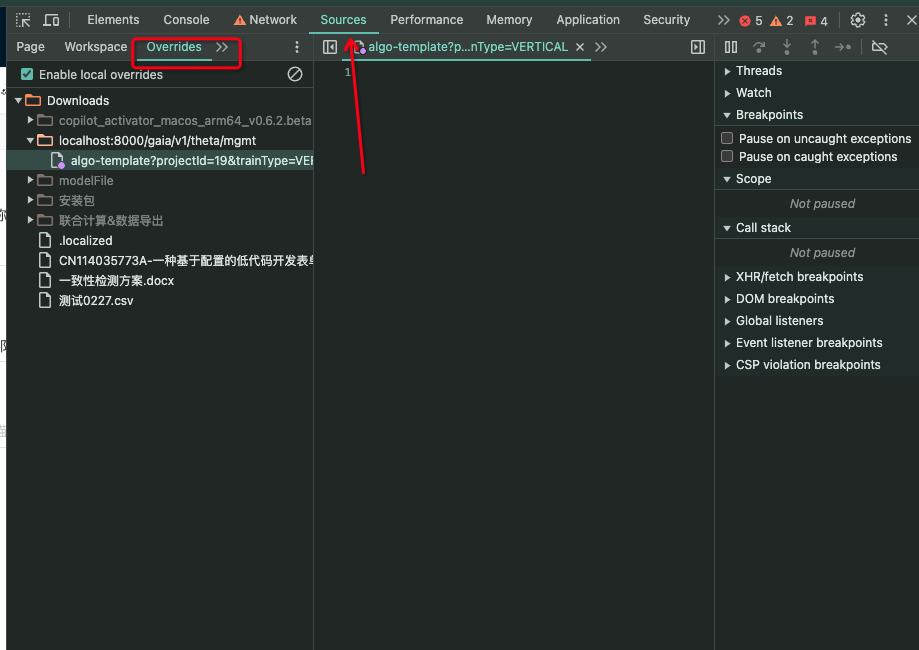 Elements Console Network Sources Performance Memory Application Security 5 2 4
Page Workspace Overrides
algo-template?p...nType=VERTICAL
Enable local overrides
1
Downloads
copilot_activator_macos_arm64_v0.6.2.beta
localhost:8000/gaia/v1/theta/mgmt
algo-template?projectId=19&trainType=VER
modelFile
安装包
联合计算&数据导出
.localized
CN114035773A-一种基于配置的低代码开发表单
一致性检测方案.docx
测试0227.csv
Threads
Watch
Breakpoints
Pause on uncaught exceptions
Pause on caught exceptions
Scope
Not paused
Call stack
Not paused
XHR/fetch breakpoints
DOM breakpoints
Global listeners
Event listener breakpoints
CSP violation breakpoints